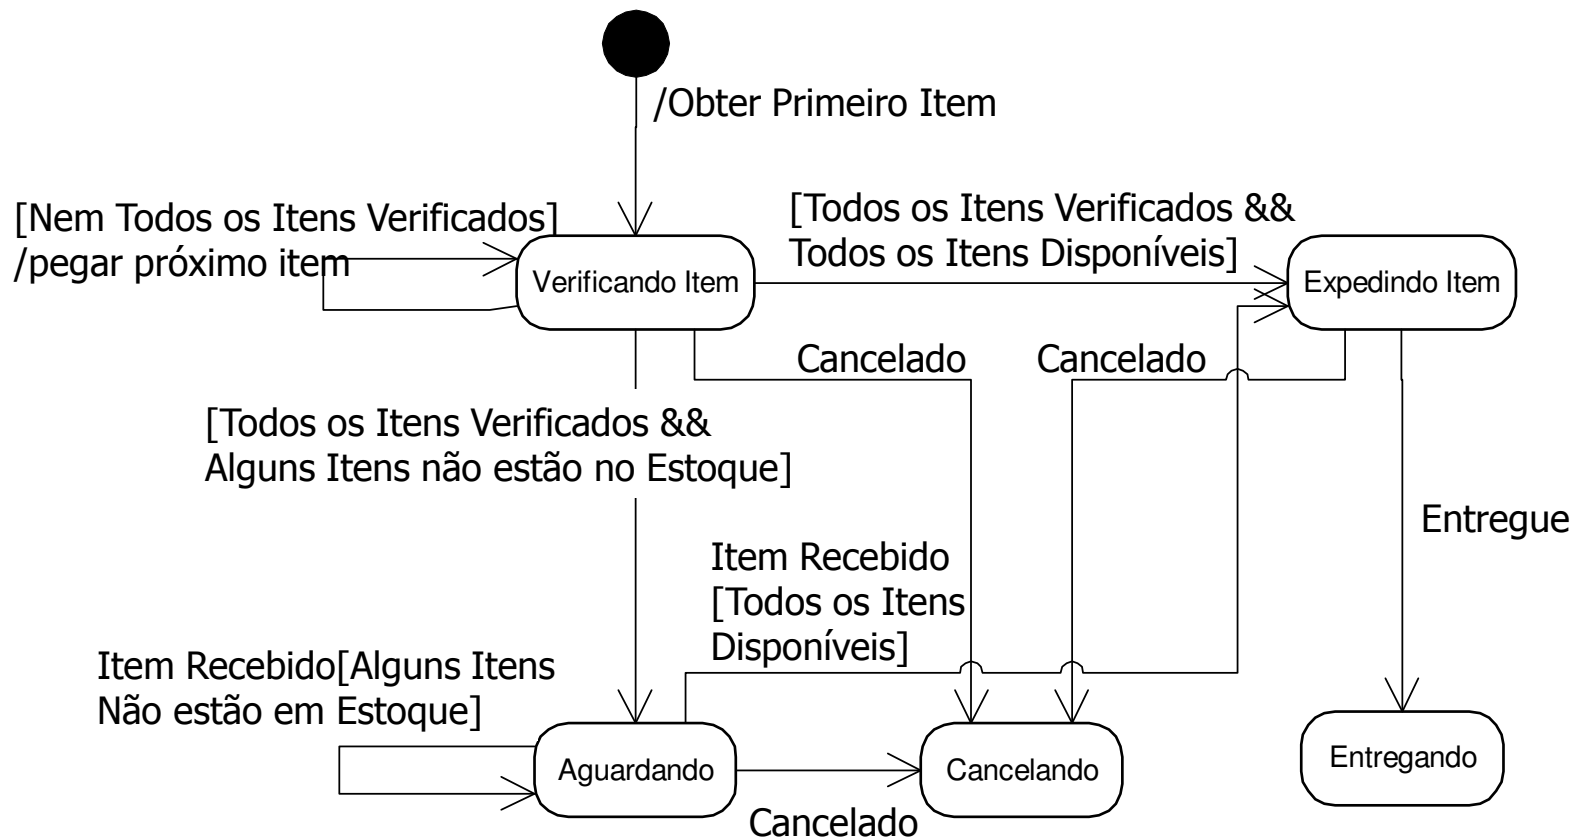 /Obter Primeiro Item
[Nem Todos os Itens Verificados]
/pegar próximo item
[Todos os Itens Verificados &&
Todos os Itens Disponíveis]
Verificando Item
Expedindo Item
Cancelado
Cancelado
[Todos os Itens Verificados &&
Alguns Itens não estão no Estoque]
Entregue
Item Recebido
[Todos os Itens
Disponíveis]
Item Recebido[Alguns Itens
Não estão em Estoque]
Aguardando
Cancelando
Entregando
Cancelado